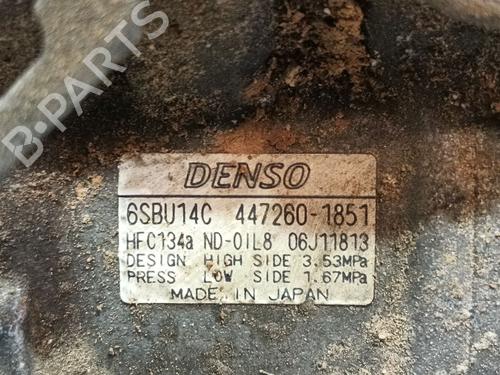 B-PARTS
DENSO
6SBU14C 447260-1851
HFC134a ND-OIL8 06J11813
DESIGN HIGH SIDE 3.53MPa
PRESS LOW SIDE 1.67MPa
MADE IN JAPAN